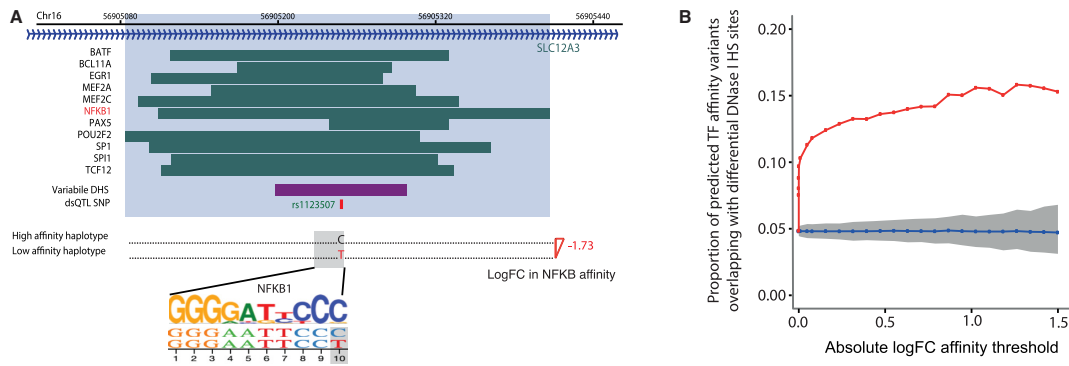 A
Chr16
56905080
56905200
56905320
56905440
SLC12A3
BATF
BCL11A
EGR1
MEF2A
MEF2C
NFKB1
PAX5
POU2F2
SP1
SPI1
TCF12
Variabile DHS
dsQTL SNP
rs1123507
High affinity haplotype
C
Low affinity haplotype
T
-1.73
LogFC in NFKB affinity
NFKB1
GGGGATTCCC
GGGAATTCCC
GGGAATTCCT
1 2 3 4 5 6 7 8 9 10
B
Proportion of predicted TF affinity variants
overlapping with differential DNase I HS sites
0.20
0.15
0.10
0.05
0.00
0.0
0.5
1.0
1.5
Absolute logFC affinity threshold